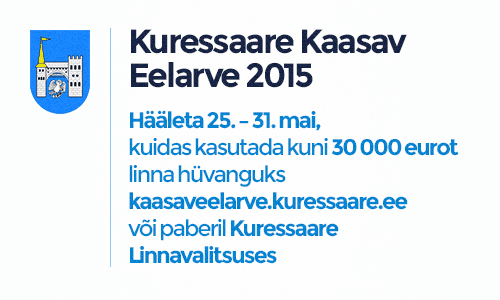 Kuressaare Kaasav
Eelarve 2015
Hääleta 25. – 31. mai,
kuidas kasutada kuni 30 000 eurot
linna hüvanguks
kaasaveelarve.kuressaare.ee
või paberil Kuressaare
Linnavalitsuses